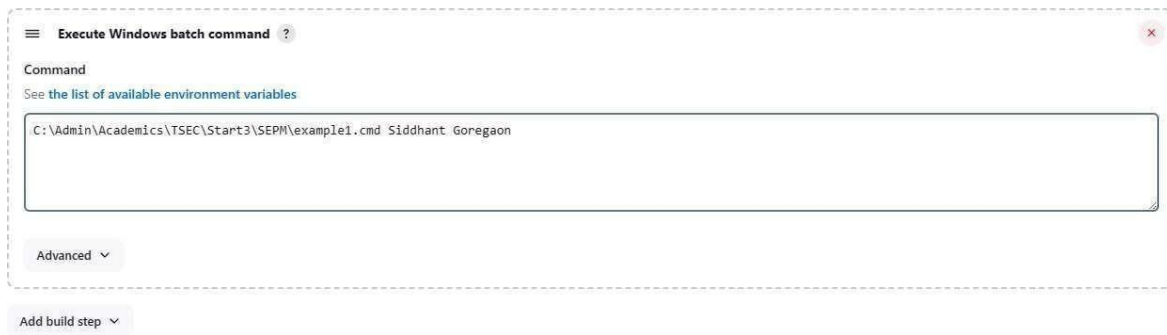 Execute Windows batch command ?
Command
See the list of available environment variables
C:\Admin\Academics\TSEC\Start3\SEPM\example1.cmd Siddhant Goregaon
Advanced
Add build step